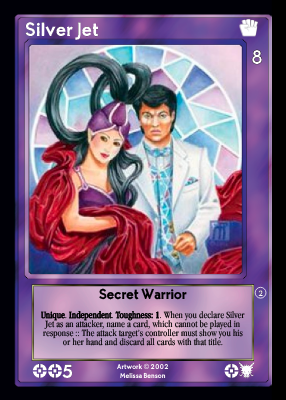 Silver Jet
8
Secret Warrior
2
Unique. Independent. Toughness: 1. When you declare Silver
Jet as an attacker, name a card, which cannot be played in
response :: The attack target's controller must show you his
or her hand and discard all cards with that title.
5
Artwork © 2002
Melissa Benson